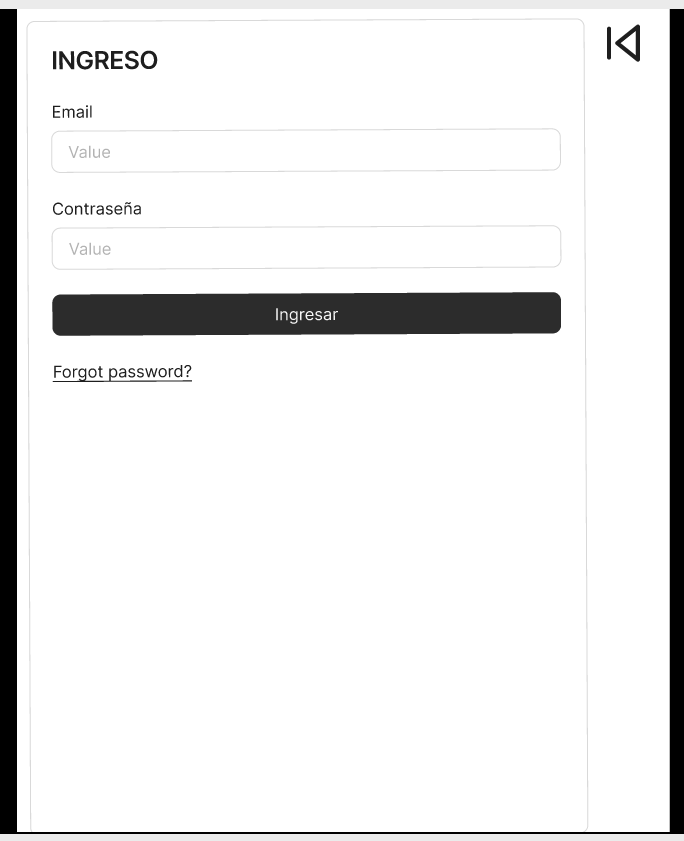 INGRESO
Email
Value
Contraseña
Value
Ingresar
Forgot password?